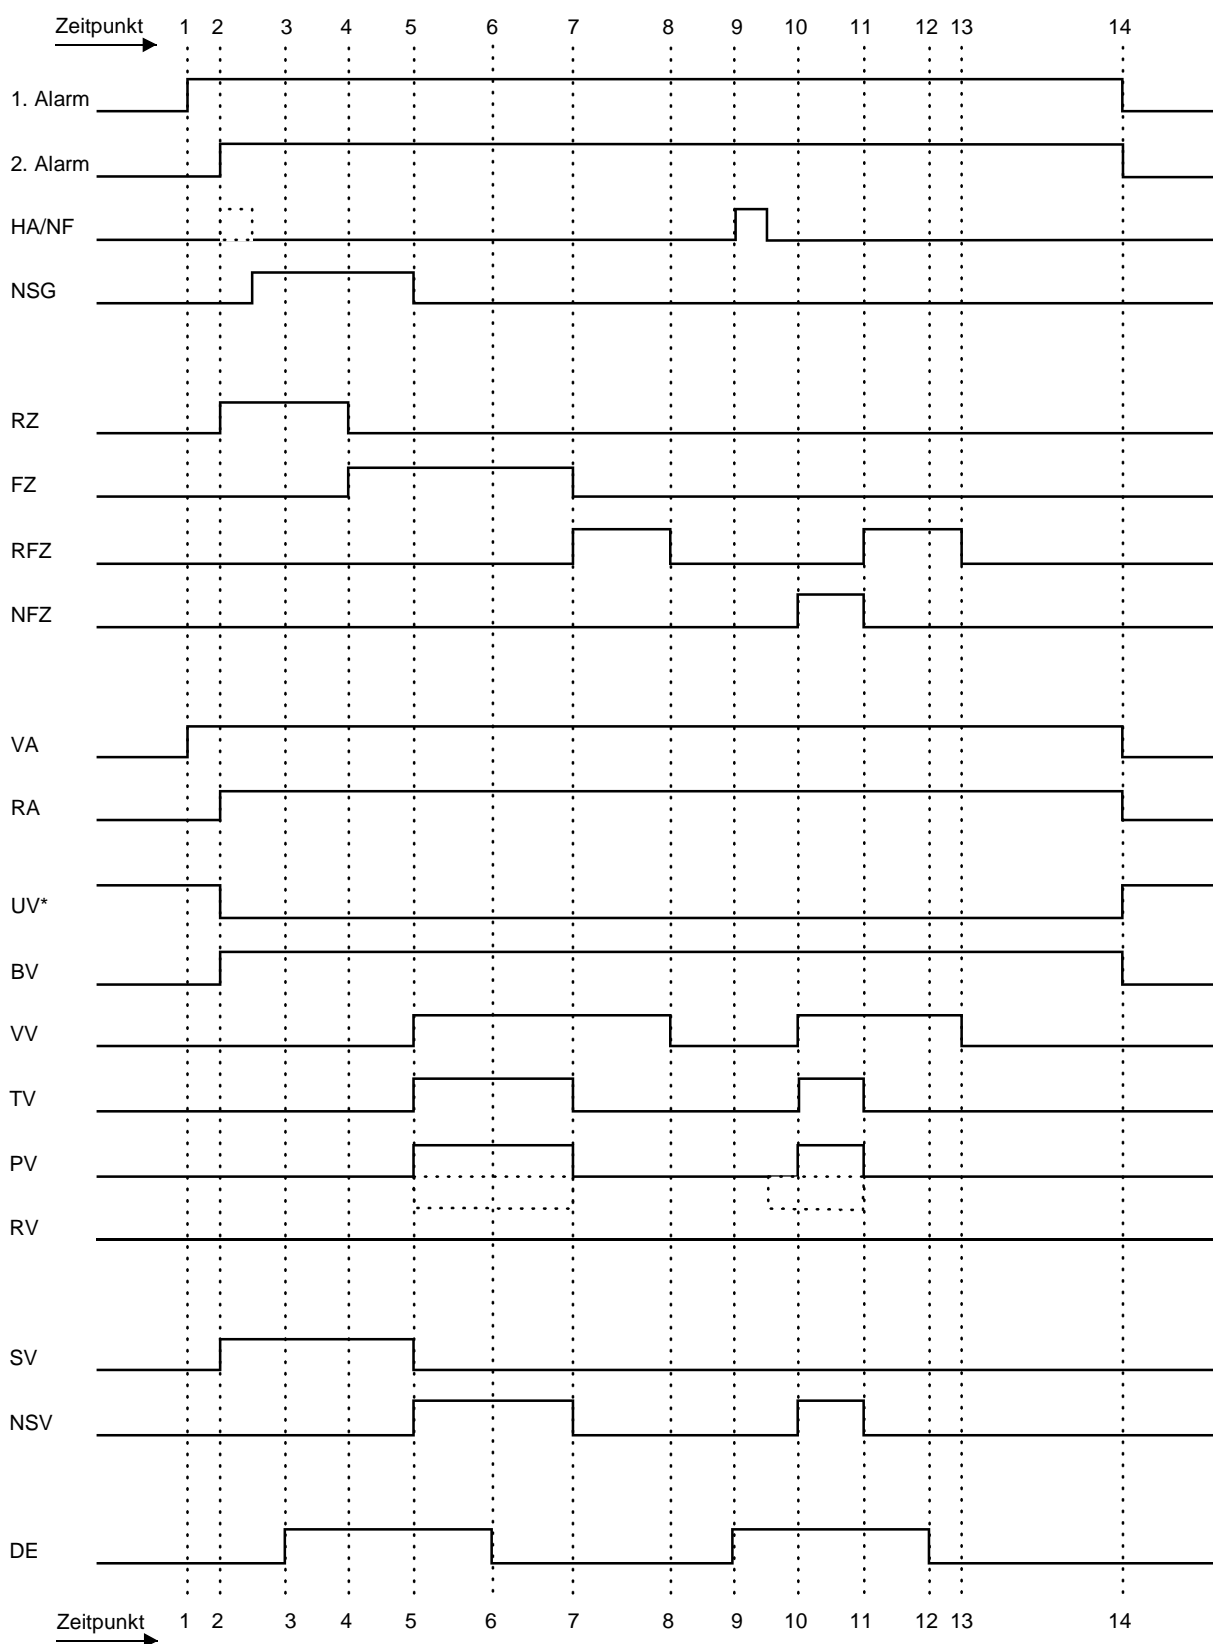 Zeitpunkt 1 2 3 4 5 6 7 8 9 10 11 12 13 14
1. Alarm
2. Alarm
HA/NF
NSG
RZ
FZ
RFZ
NFZ
VA
RA
UV*
BV
VV
TV
PV
RV
SV
NSV
DE
Zeitpunkt 1 2 3 4 5 6 7 8 9 10 11 12 13 14